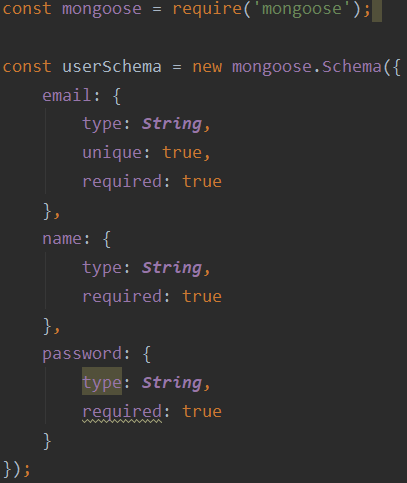 const mongoose = require('mongoose');
const userSchema = new mongoose.Schema({
    email: {
        type: String,
        unique: true,
        required: true
    },
    name: {
        type: String,
        required: true
    },
    password: {
        type: String,
        required: true
    }
});